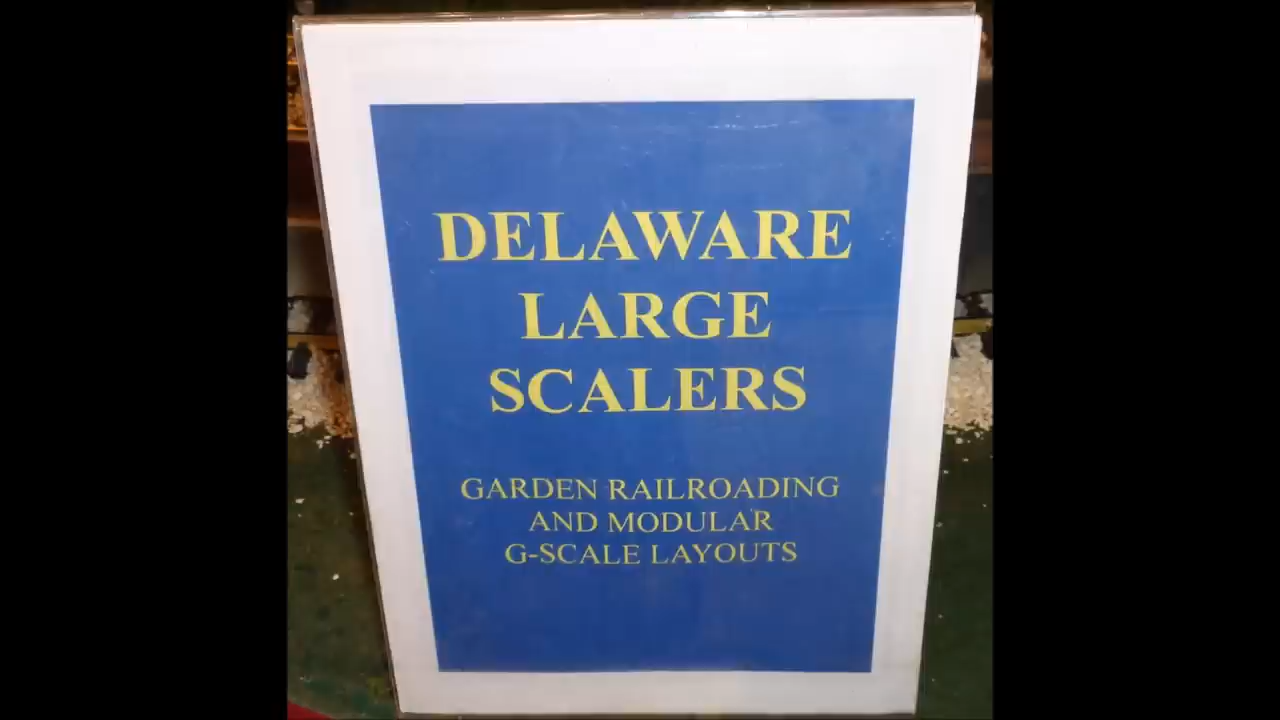 DELAWARE
LARGE
SCALERS
GARDEN RAILROADING
AND MODULAR
G-SCALE LAYOUTS